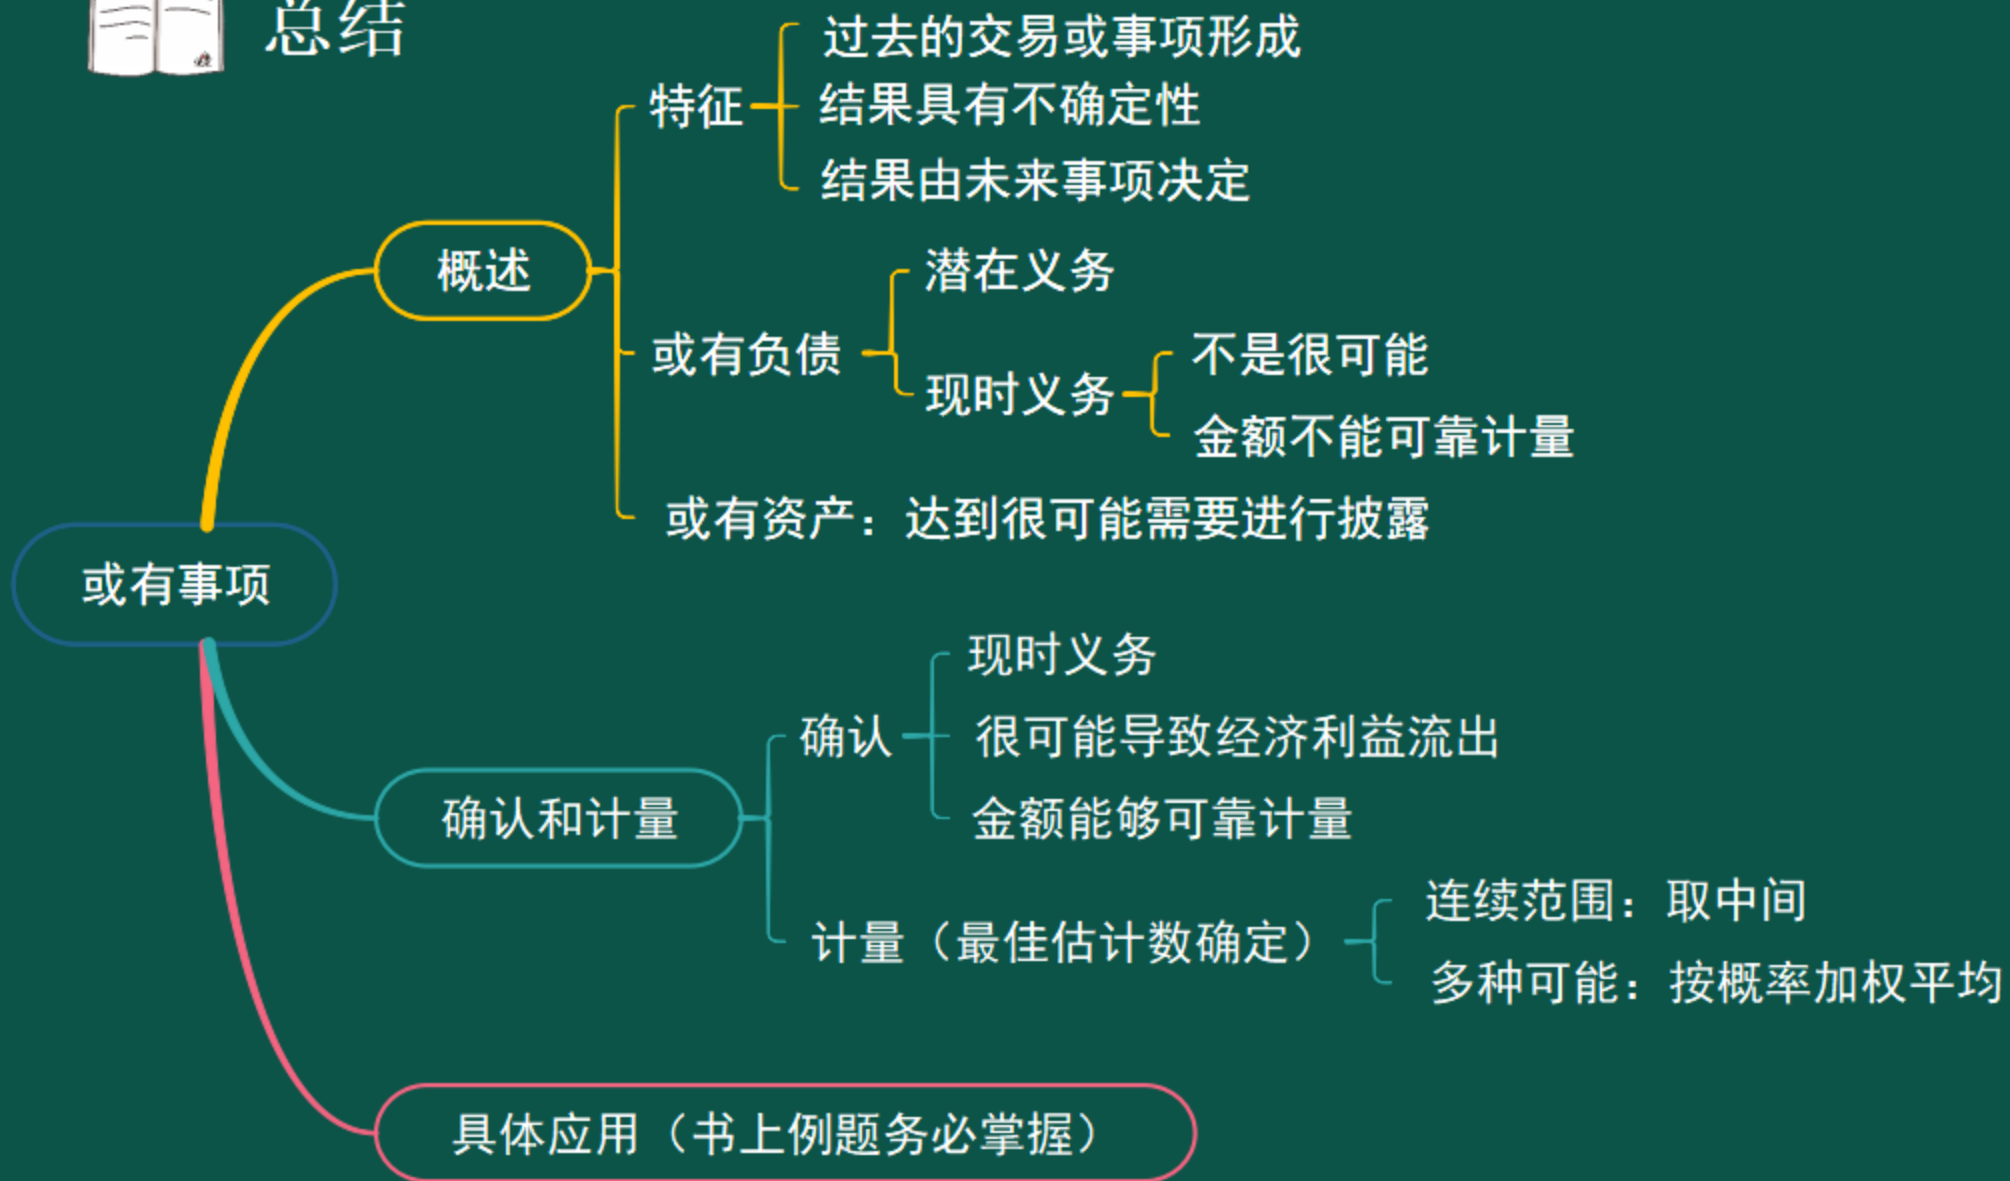 总结
过去的交易或事项形成
特征
结果具有不确定性
结果由未来事项决定
概述
潜在义务
或有负债
不是很可能
现时义务
金额不能可靠计量
或有资产：达到很可能需要进行披露
或有事项
现时义务
确认
很可能导致经济利益流出
确认和计量
金额能够可靠计量
连续范围：取中间
计量（最佳估计数确定）
多种可能：按概率加权平均
具体应用（书上例题务必掌握）